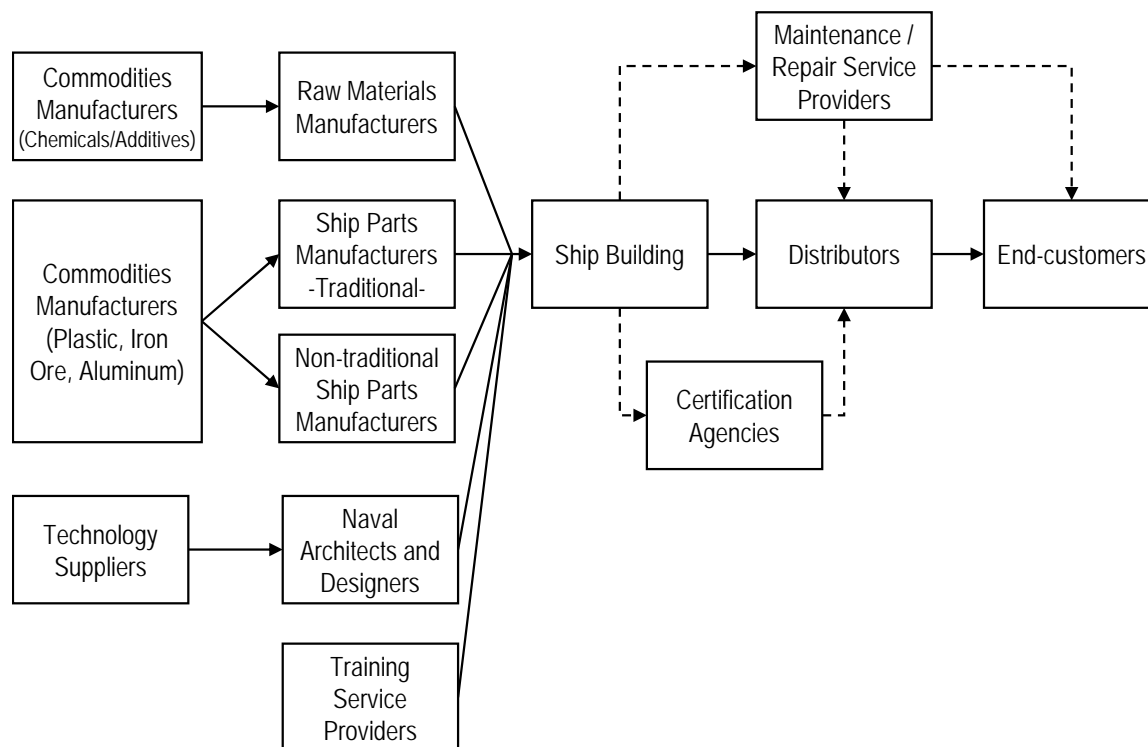 Commodities
Manufacturers
(Chemicals/Additives)
Raw Materials
Manufacturers
Maintenance /
Repair Service
Providers
Commodities
Manufacturers
(Plastic, Iron
Ore, Aluminum)
Ship Parts
Manufacturers
-Traditional-
Non-traditional
Ship Parts
Manufacturers
Ship Building
Distributors
End-customers
Certification
Agencies
Technology
Suppliers
Naval
Architects and
Designers
Training
Service
Providers